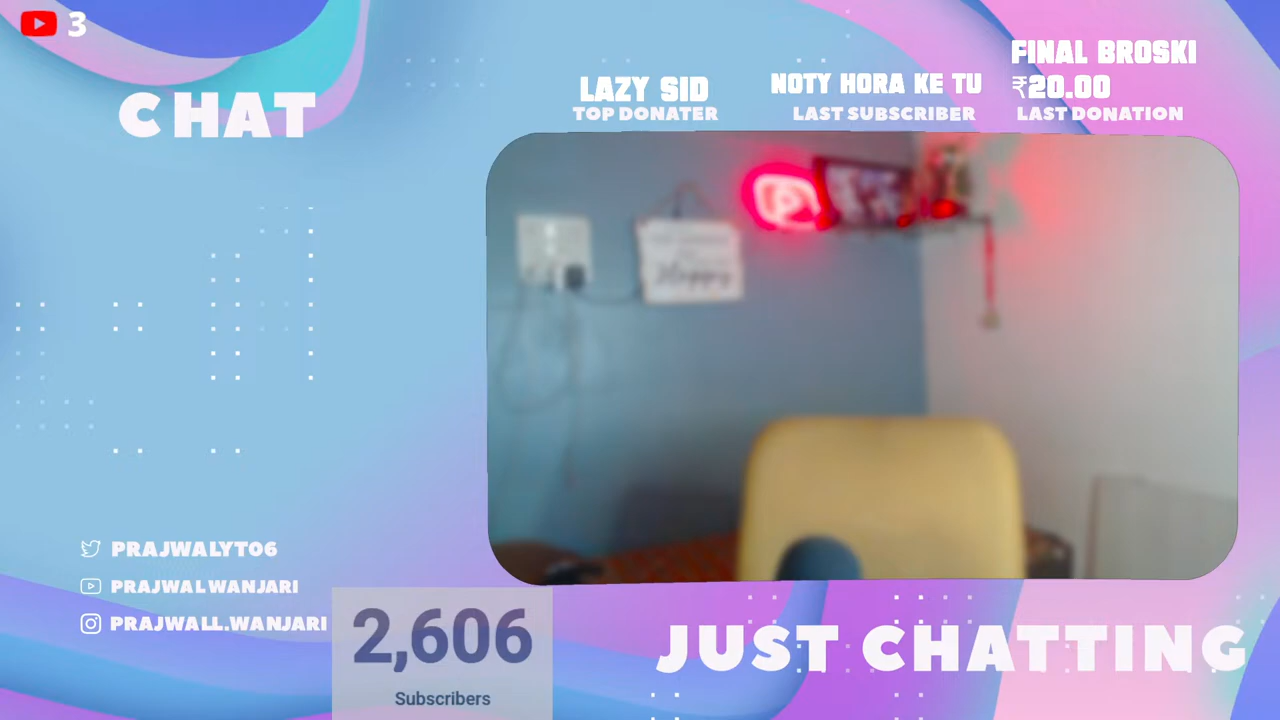 3
CHAT
LAZY SID
TOP DONATER
NOTY HORA KE TU
LAST SUBSCRIBER
FINAL BROSKI
₹20.00
LAST DONATION
Happy
PRAJWALYT06
PRAJWALWANJARI
PRAJWALL.WANJARI
2,606
Subscribers
JUST CHATTING